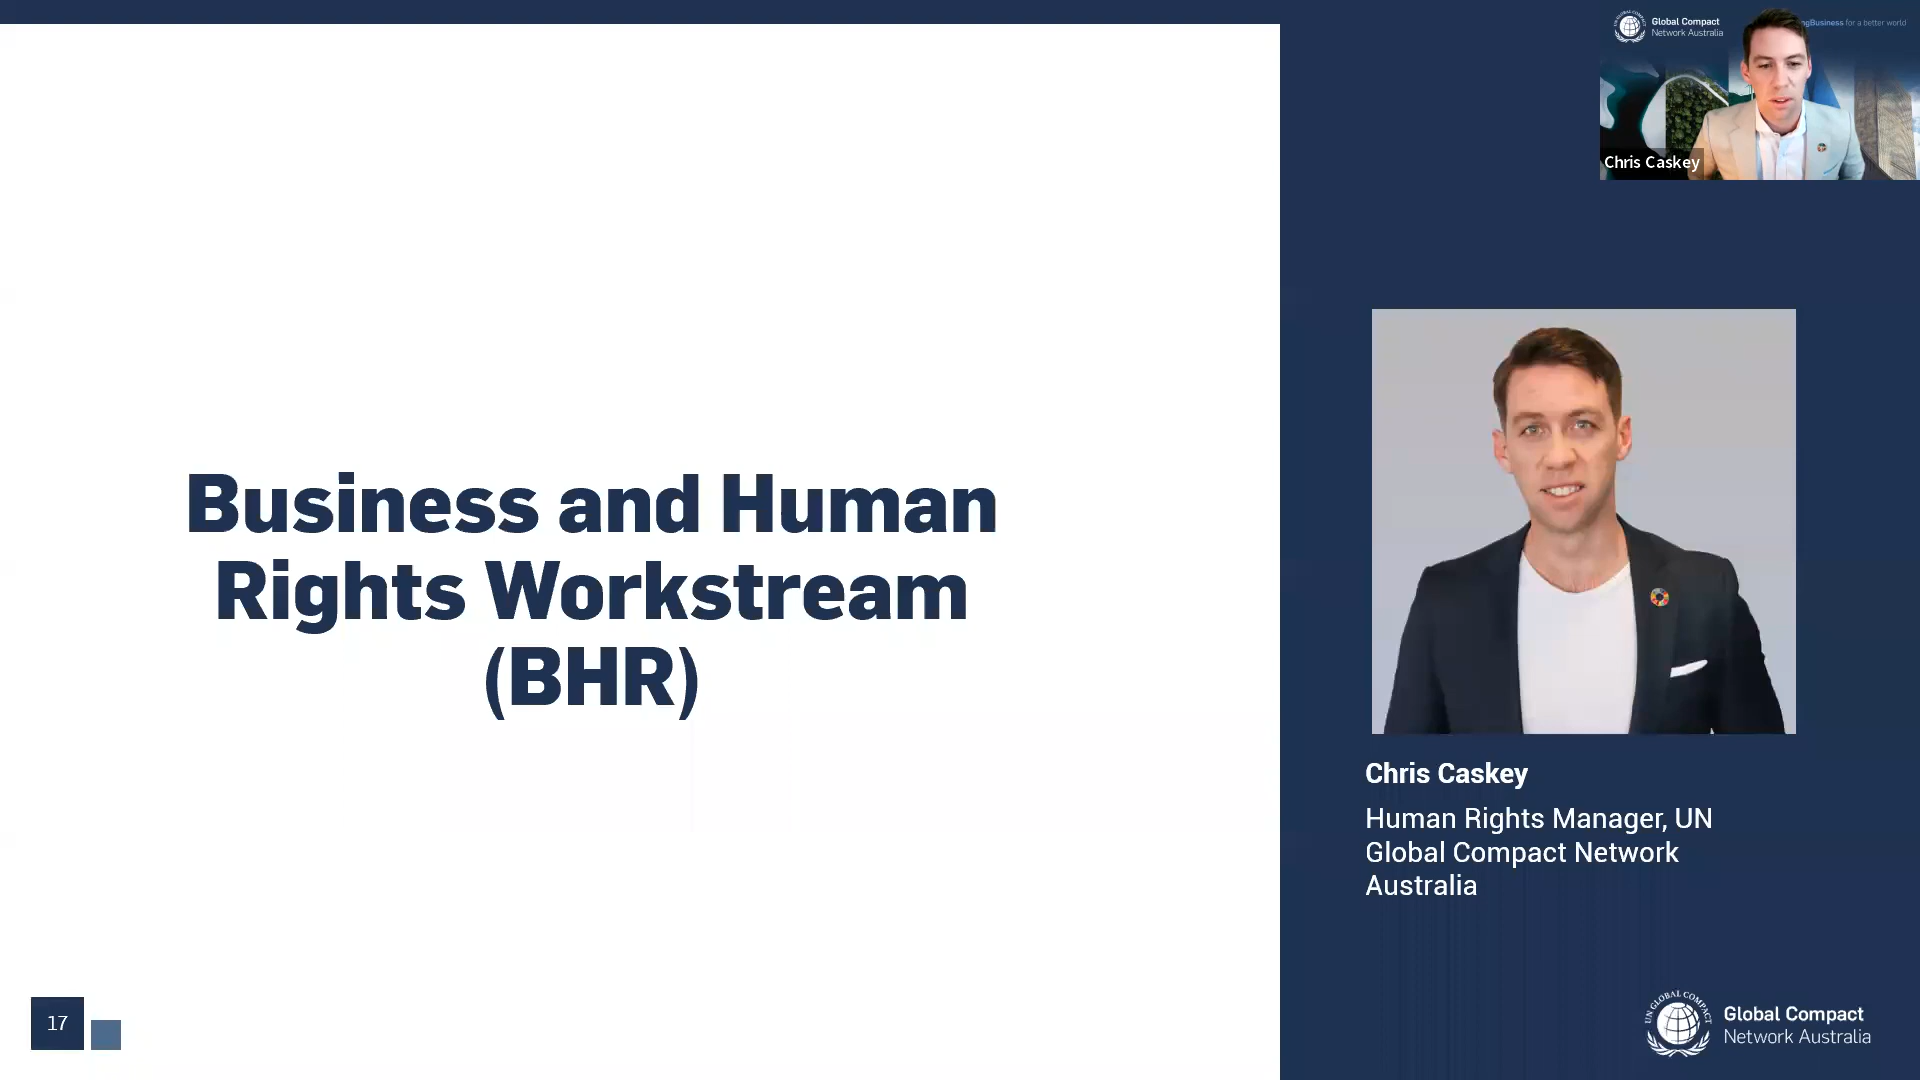 Global Compact
Network Australia
ngBusiness for a better world
Chris Caskey
Business and Human
Rights Workstream
(BHR)
Chris Caskey
Human Rights Manager, UN
Global Compact Network
Australia
17
UN GLOBAL COMPACT
Global Compact
Network Australia